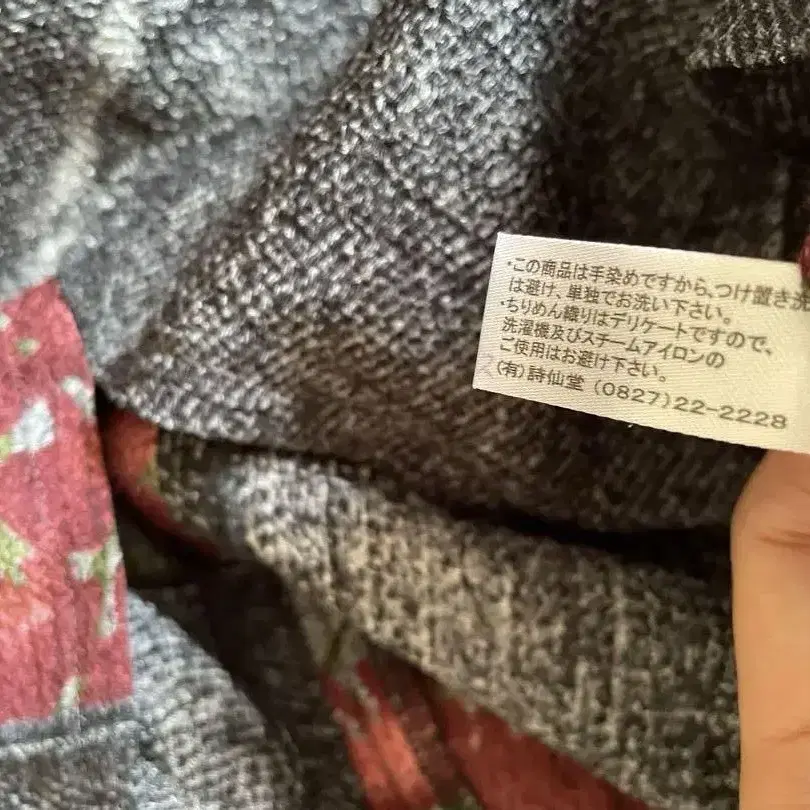 ・この商品は手染めですから、つけ置き洗
は避け、単独でお洗い下さい。
・ちりめん織りはデリケートですので、
洗濯機及びスチームアイロンの
ご使用はお避け下さい。
(有)詩仙堂 (0827)22-2228